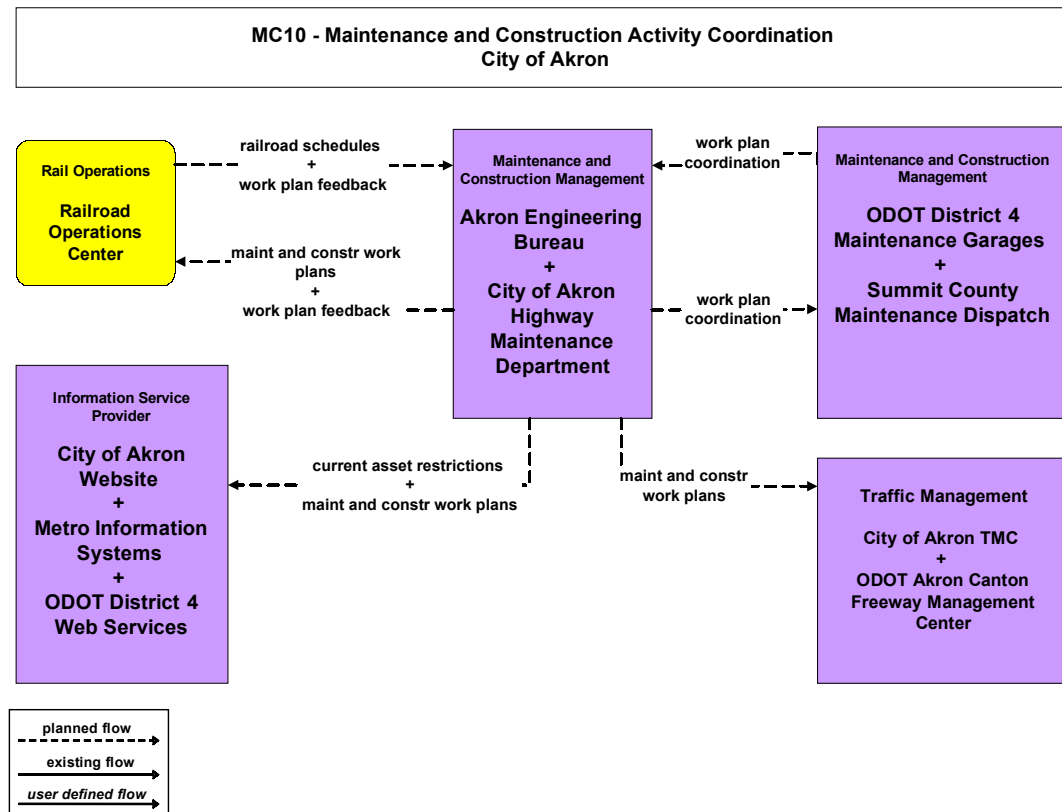 MC10 - Maintenance and Construction Activity Coordination
City of Akron
Rail Operations
Railroad
Operations
Center
railroad schedules
+
work plan feedback
maint and constr work
plans
+
work plan feedback
Maintenance and
Construction Management
Akron Engineering
Bureau
+
City of Akron
Highway
Maintenance
Department
work plan
coordination
work plan
coordination
Maintenance and Construction
Management
ODOT District 4
Maintenance Garages
+
Summit County
Maintenance Dispatch
Information Service
Provider
City of Akron
Website
+
Metro Information
Systems
+
ODOT District 4
Web Services
current asset restrictions
+
maint and constr work plans
maint and constr
work plans
Traffic Management
City of Akron TMC
+
ODOT Akron Canton
Freeway Management
Center
planned flow
existing flow
user defined flow